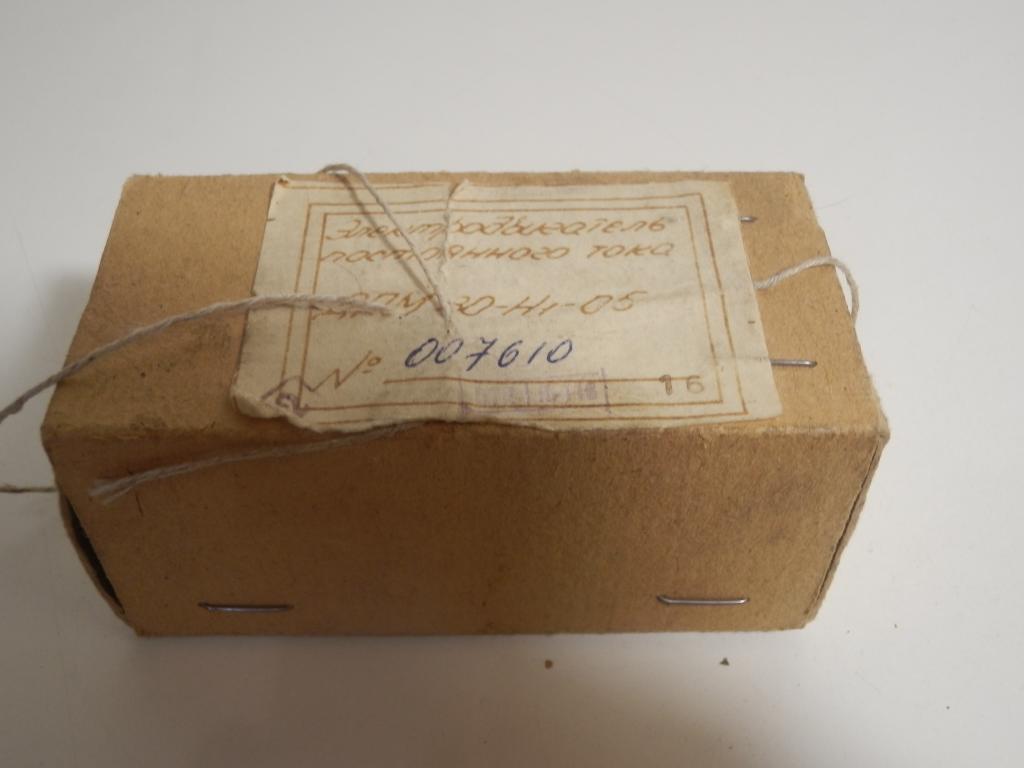 Электродвигатель
постоянного тока
ДПМ-30-Н1-05
№ 007610
16